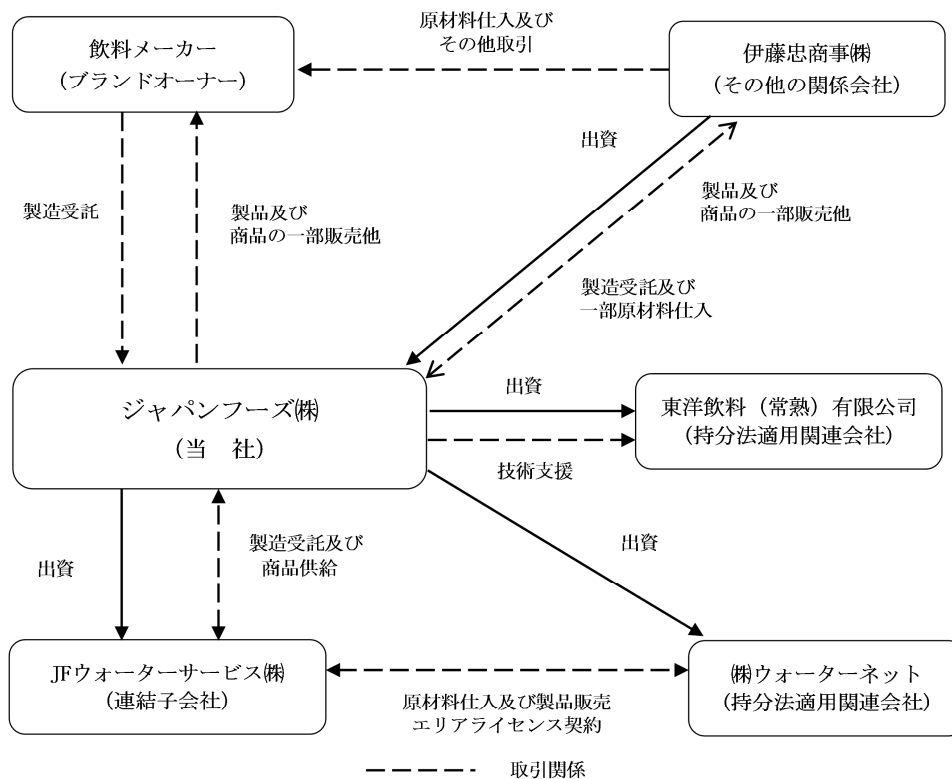 原材料仕入及び
その他取引
飲料メーカー
（ブランドオーナー）
伊藤忠商事㈱
（その他の関係会社）
出資
製造受託
製品及び
商品の一部販売他
製品及び
商品の一部販売他
製造受託及び
一部原材料仕入
ジャパンフーズ㈱
（当　社）
出資
東洋飲料（常熟）有限公司
（持分法適用関連会社）
技術支援
出資
製造受託及び
商品供給
出資
JFウォーターサービス㈱
（連結子会社）
㈱ウォーターネット
（持分法適用関連会社）
原材料仕入及び製品販売
エリアライセンス契約
取引関係